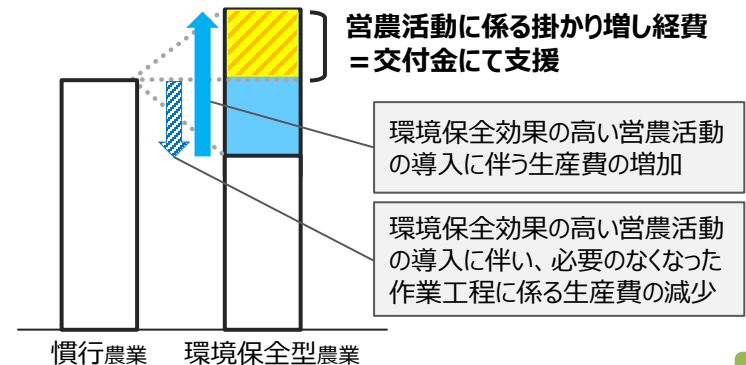 営農活動に係る掛かり増し経費
＝交付金にて支援
環境保全効果の高い営農活動
の導入に伴う生産費の増加
環境保全効果の高い営農活動
の導入に伴い、必要のなくなった
作業工程に係る生産費の減少
慣行農業
環境保全型農業